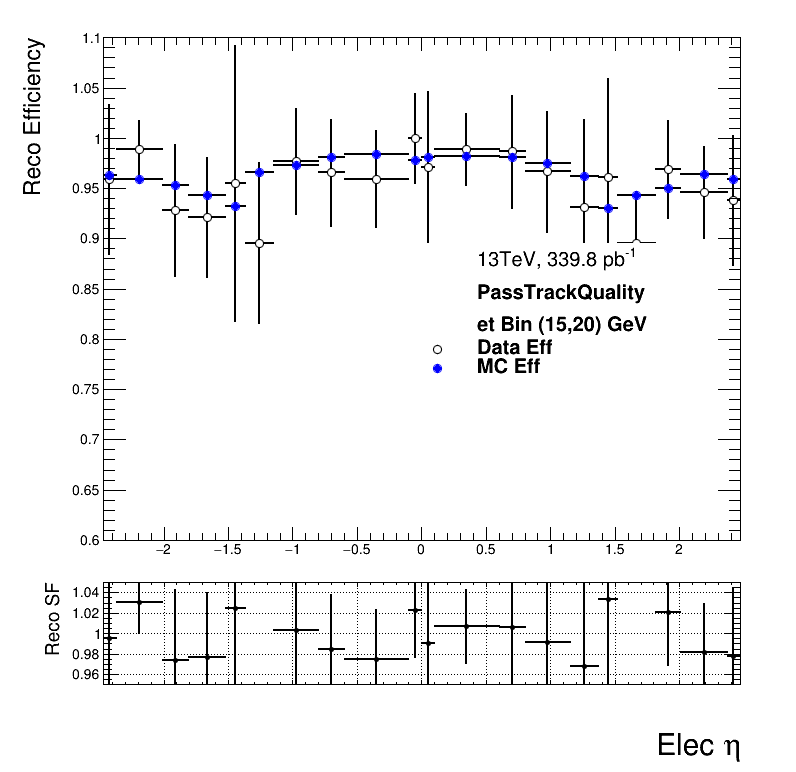 Reco Efficiency
1.1
1.05
1
0.95
0.9
0.85
0.8
0.75
0.7
0.65
0.6
13TeV, 339.8 pb-1
PassTrackQuality
et Bin (15,20) GeV
Data Eff
MC Eff
−2 −1.5 −1 −0.5 0 0.5 1 1.5 2
Reco SF
1.04
1.02
1
0.98
0.96
Elec η